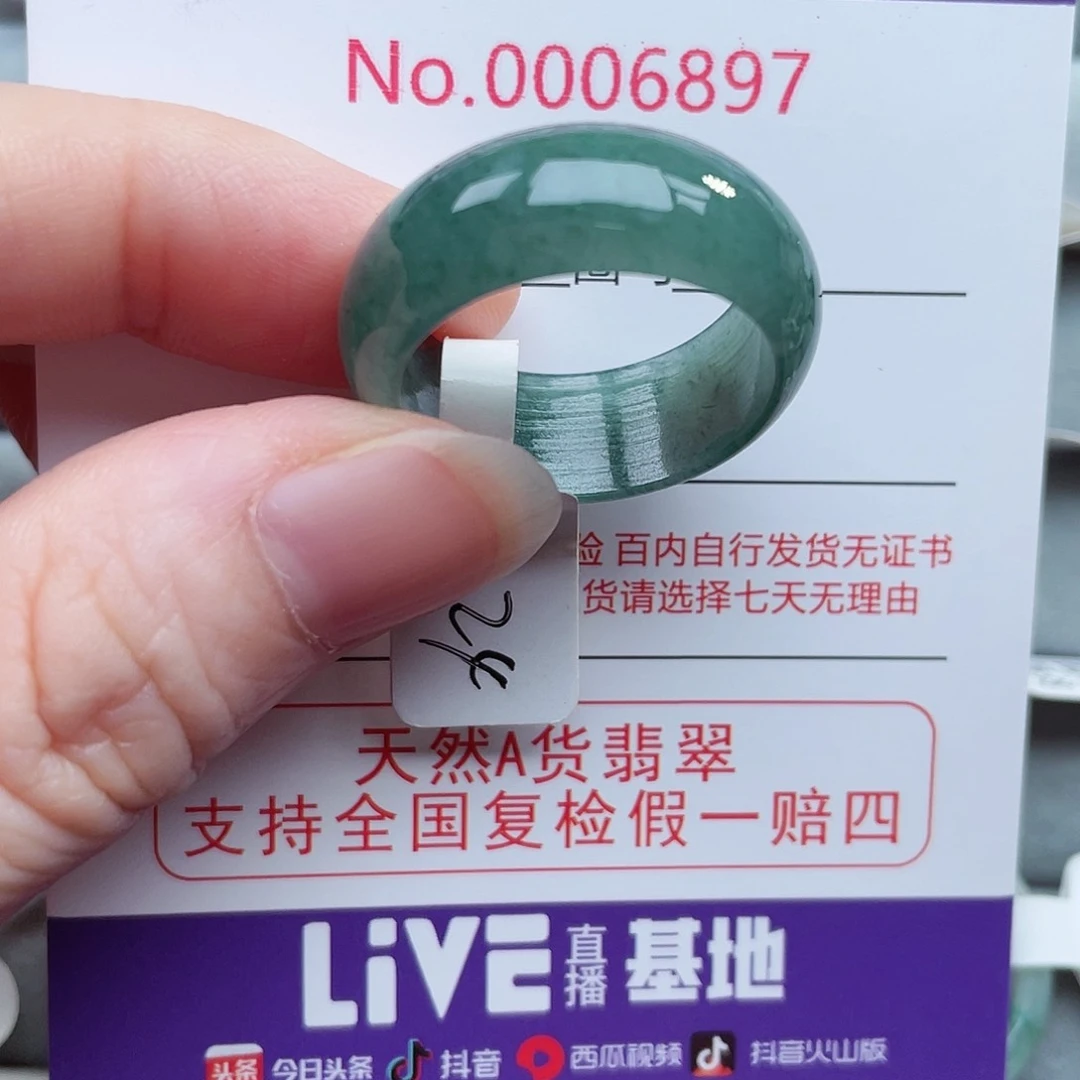 No.0006897
圈
检 百内自行发货无证书
货请选择七天无理由
24
天然A货翡翠
支持全国复检假一赔四
LiVE 直播 基地
头条 今日头条 抖音 西瓜视频 抖音火山版